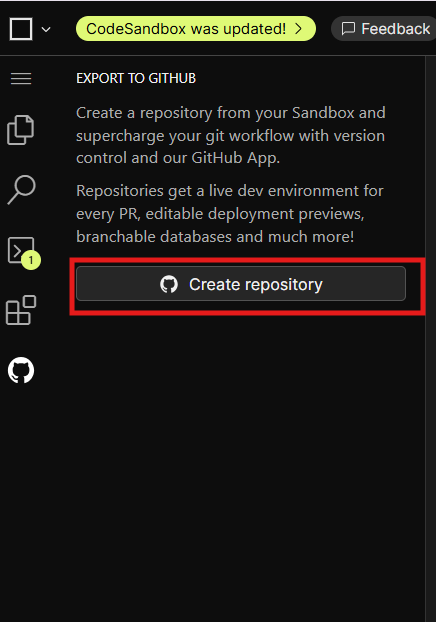 CodeSandbox was updated!
Feedback
EXPORT TO GITHUB
Create a repository from your Sandbox and
supercharge your git workflow with version
control and our GitHub App.
Repositories get a live dev environment for
every PR, editable deployment previews,
branchable databases and much more!
1
Create repository